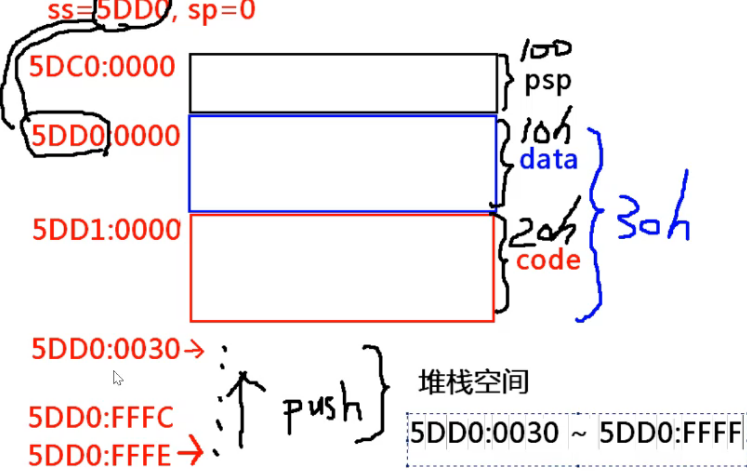 ss=5DD0, sp=0
5DC0:0000
100
psp
5DD0:0000
10h
data
30h
5DD1:0000
20h
code
5DD0:0030→
push
堆栈空间
5DD0:FFFC
5DD0:0030 ~ 5DD0:FFFF
5DD0:FFFE→